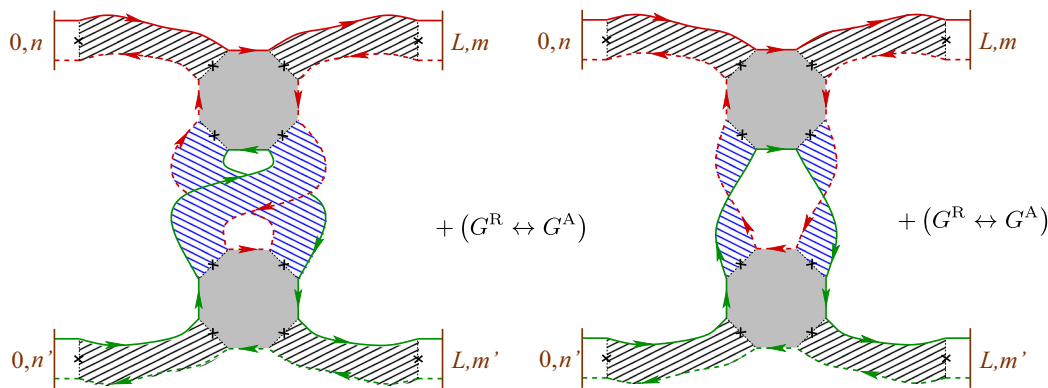 0,n
L,m
0,n
L,m
+ (G^R ↔ G^A)
+ (G^R ↔ G^A)
0,n'
L,m'
0,n'
L,m'